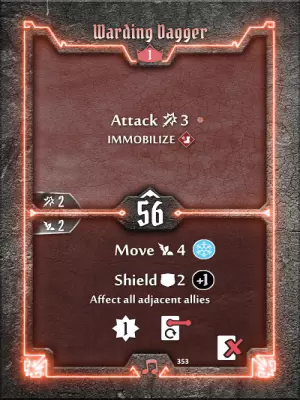 Warding Dagger
1
Attack 3
IMMOBILIZE
2
56
2
Move 4
Shield 2 +1
Affect all adjacent allies
1
353